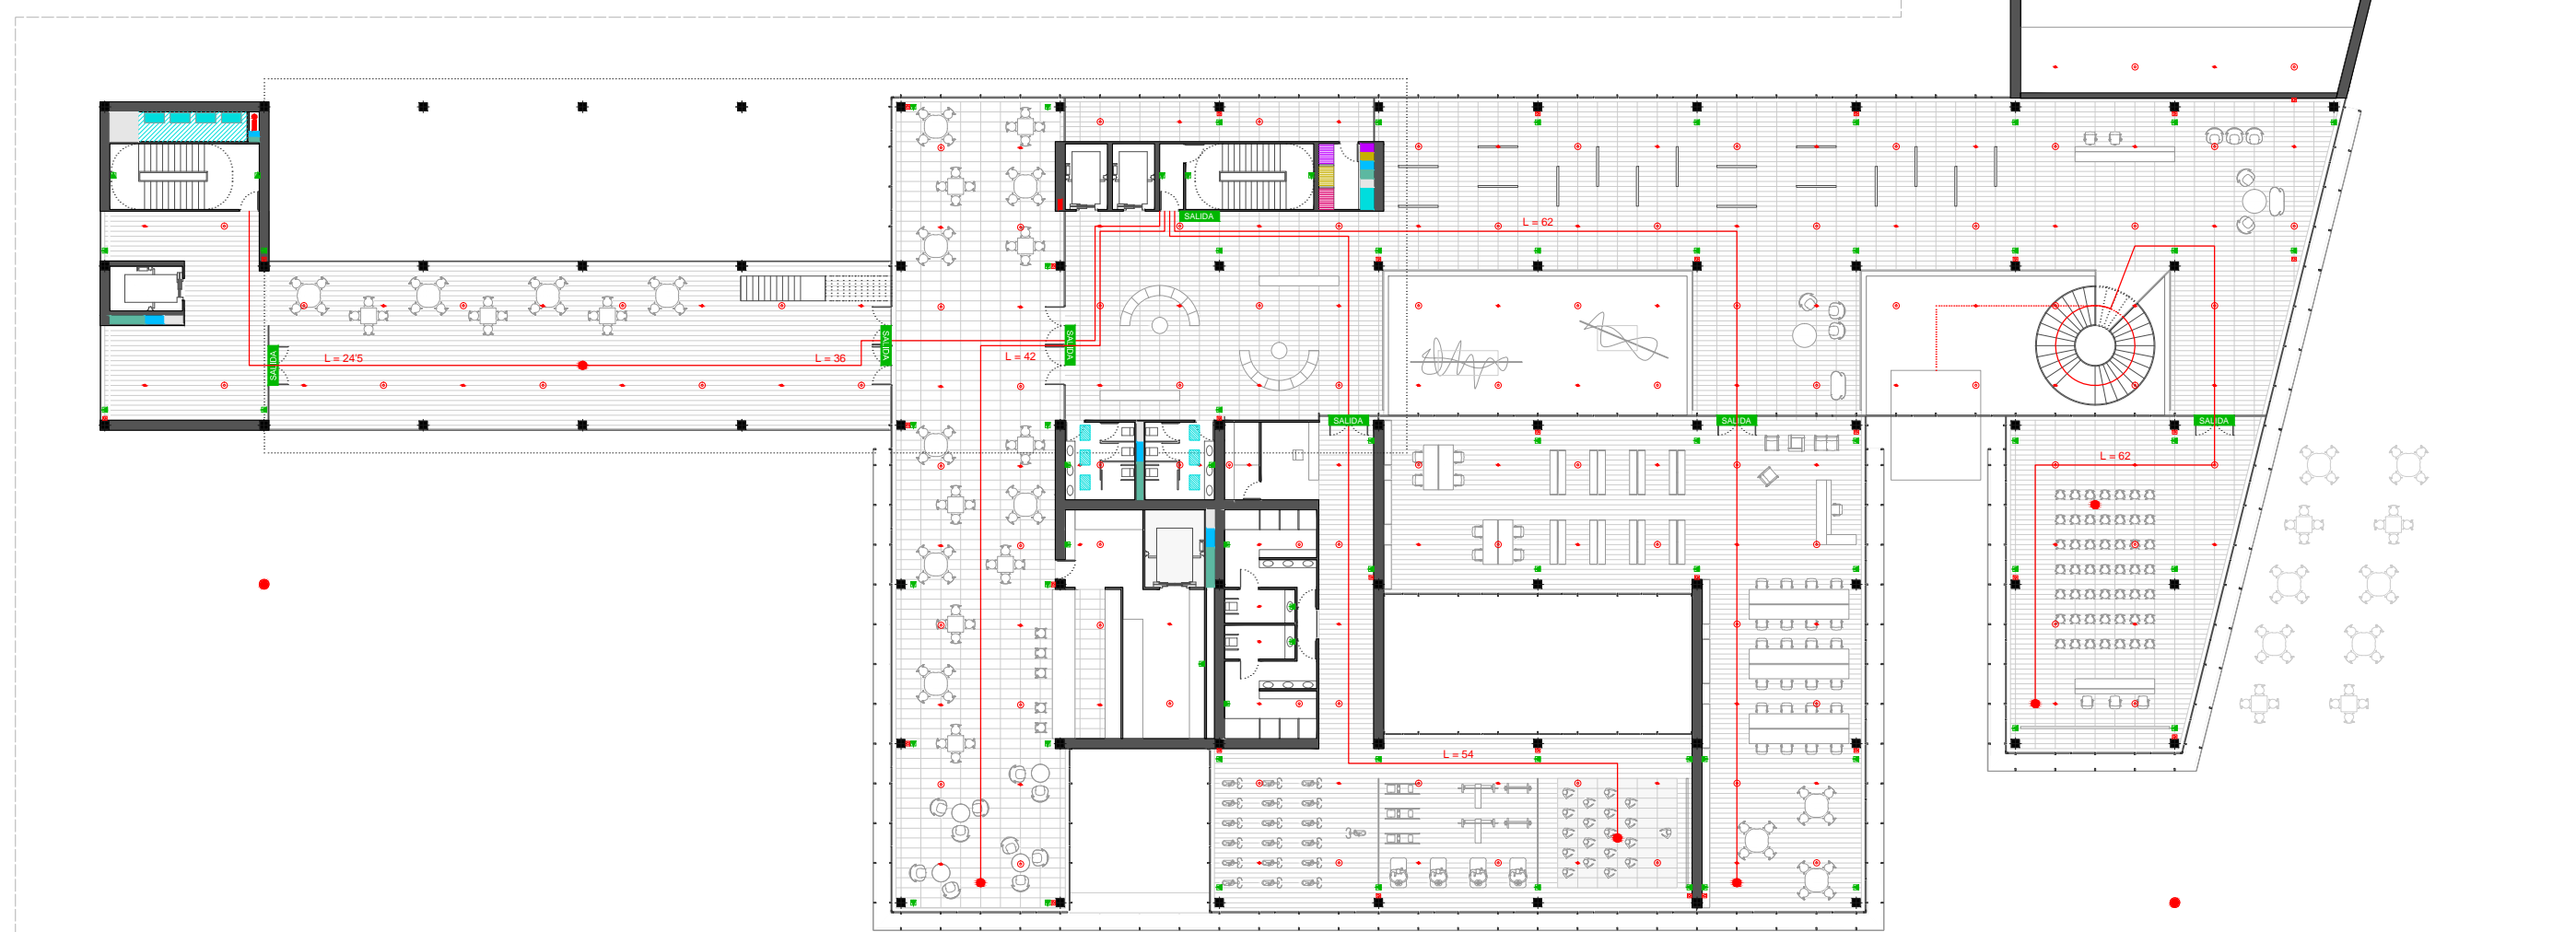 SALIDA
L = 62
SALIDA
L = 24'5
L = 36
SALIDA
L = 42
SALIDA
SALIDA
SALIDA
SALIDA
L = 62
L = 54